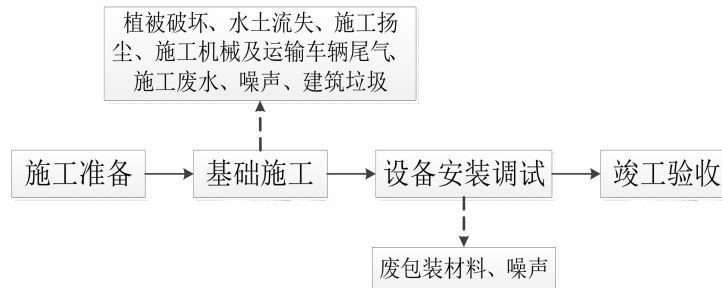 植被破坏、水土流失、施工扬
尘、施工机械及运输车辆尾气、
施工废水、噪声、建筑垃圾
施工准备
基础施工
设备安装调试
竣工验收
废包装材料、噪声